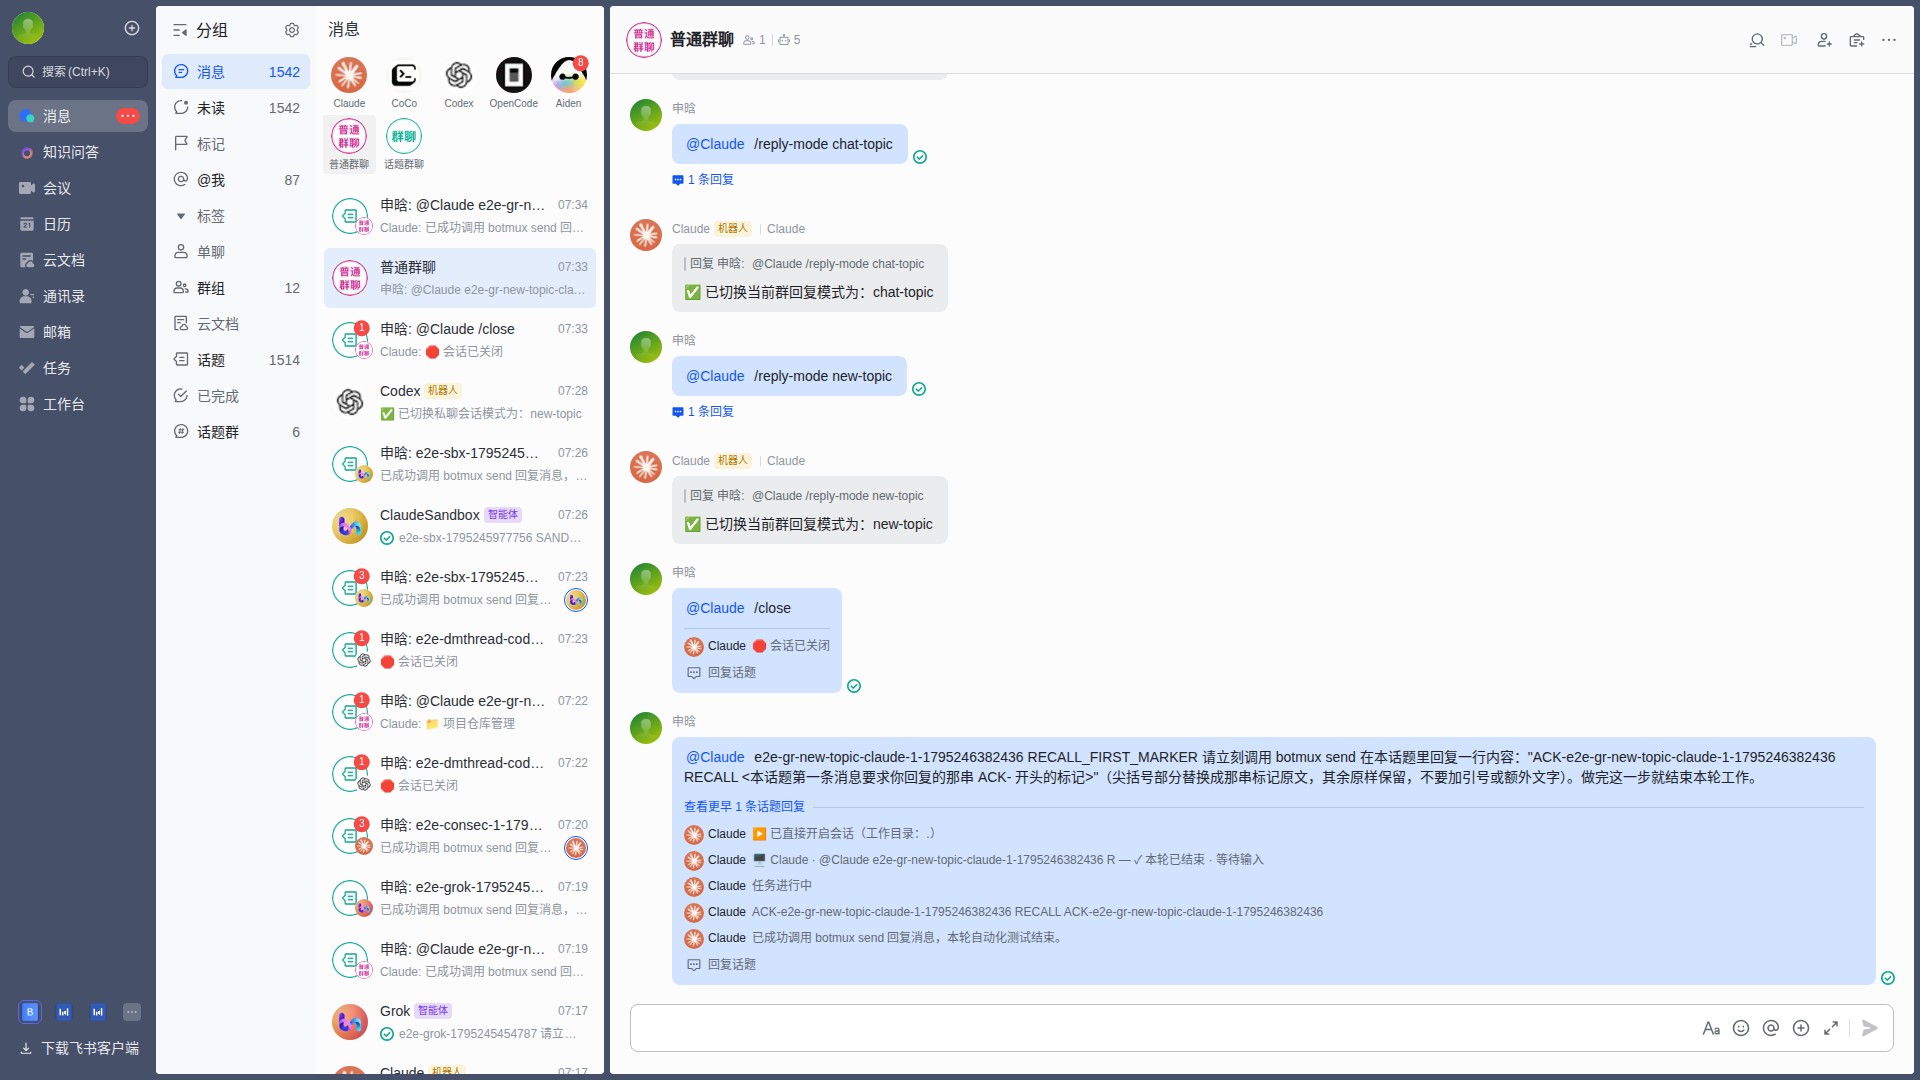 搜索 (Ctrl+K)
消息
知识问答
会议
日历
云文档
通讯录
邮箱
任务
工作台
下载飞书客户端
分组
消息 1542
未读 1542
标记
@我 87
标签
单聊
群组 12
云文档
话题 1514
已完成
话题群 6
消息
Claude
CoCo
Codex
OpenCode
8
Aiden
普通群聊
普通群聊
群聊
话题群聊
申晗: @Claude e2e-gr-n… 07:34
Claude: 已成功调用 botmux send 回…
普通群聊 07:33
申晗: @Claude e2e-gr-new-topic-cla…
1
申晗: @Claude /close 07:33
Claude: 🛑 会话已关闭
Codex 机器人 07:28
✅ 已切换私聊会话模式为：new-topic
申晗: e2e-sbx-1795245… 07:26
已成功调用 botmux send 回复消息，…
ClaudeSandbox 智能体 07:26
e2e-sbx-1795245977756 SAND…
3
申晗: e2e-sbx-1795245… 07:23
已成功调用 botmux send 回复…
1
申晗: e2e-dmthread-cod… 07:23
🛑 会话已关闭
1
申晗: @Claude e2e-gr-n… 07:22
Claude: 📁 项目仓库管理
1
申晗: e2e-dmthread-cod… 07:22
🛑 会话已关闭
3
申晗: e2e-consec-1-179… 07:20
已成功调用 botmux send 回复…
申晗: e2e-grok-1795245… 07:19
已成功调用 botmux send 回复消息，…
申晗: @Claude e2e-gr-n… 07:19
Claude: 已成功调用 botmux send 回…
Grok 智能体 07:17
e2e-grok-1795245454787 请立…
Claude 机器人 07:17
普通群聊
普通群聊 1 5
申晗
@Claude /reply-mode chat-topic
1 条回复
Claude 机器人 Claude
回复 申晗：@Claude /reply-mode chat-topic
✅ 已切换当前群回复模式为：chat-topic
申晗
@Claude /reply-mode new-topic
1 条回复
Claude 机器人 Claude
回复 申晗：@Claude /reply-mode new-topic
✅ 已切换当前群回复模式为：new-topic
申晗
@Claude /close
Claude 🛑 会话已关闭
回复话题
申晗
@Claude e2e-gr-new-topic-claude-1-1795246382436 RECALL_FIRST_MARKER 请立刻调用 botmux send 在本话题里回复一行内容："ACK-e2e-gr-new-topic-claude-1-1795246382436
RECALL <本话题第一条消息要求你回复的那串 ACK- 开头的标记>"（尖括号部分替换成那串标记原文，其余原样保留，不要加引号或额外文字）。做完这一步就结束本轮工作。
查看更早 1 条话题回复
Claude ▶️ 已直接开启会话（工作目录：.）
Claude 🖥️ Claude · @Claude e2e-gr-new-topic-claude-1-1795246382436 R — ✓ 本轮已结束 · 等待输入
Claude 任务进行中
Claude ACK-e2e-gr-new-topic-claude-1-1795246382436 RECALL ACK-e2e-gr-new-topic-claude-1-1795246382436
Claude 已成功调用 botmux send 回复消息，本轮自动化测试结束。
回复话题